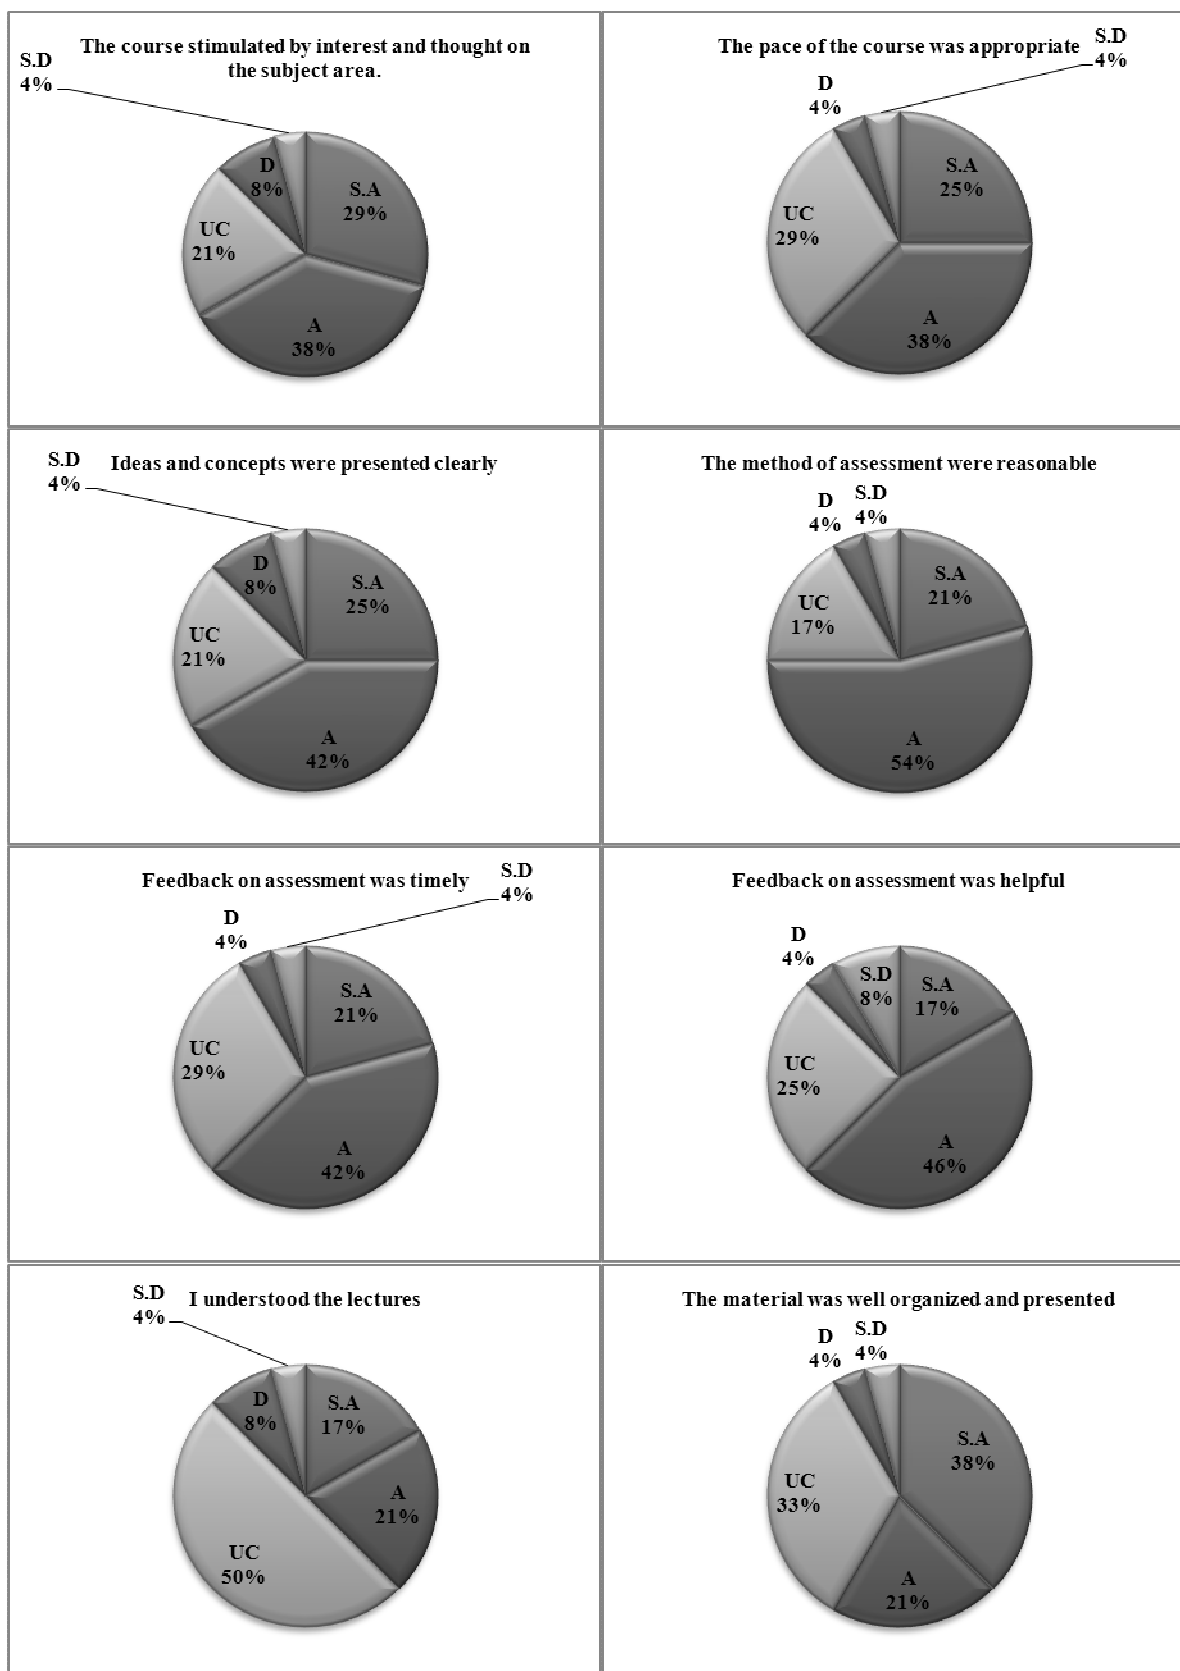 The course stimulated by interest and thought on
the subject area.
S.D
4%
D
8%
S.A
29%
UC
21%
A
38%
The pace of the course was appropriate
S.D
4%
D
4%
S.A
25%
UC
29%
A
38%
Ideas and concepts were presented clearly
S.D
4%
D
8%
S.A
25%
UC
21%
A
42%
The method of assessment were reasonable
D
4%
S.D
4%
S.A
21%
UC
17%
A
54%
Feedback on assessment was timely
S.D
4%
D
4%
S.A
21%
UC
29%
A
42%
Feedback on assessment was helpful
D
4%
S.D
8%
S.A
17%
UC
25%
A
46%
I understood the lectures
S.D
4%
D
8%
S.A
17%
A
21%
UC
50%
The material was well organized and presented
D
4%
S.D
4%
S.A
38%
UC
33%
A
21%